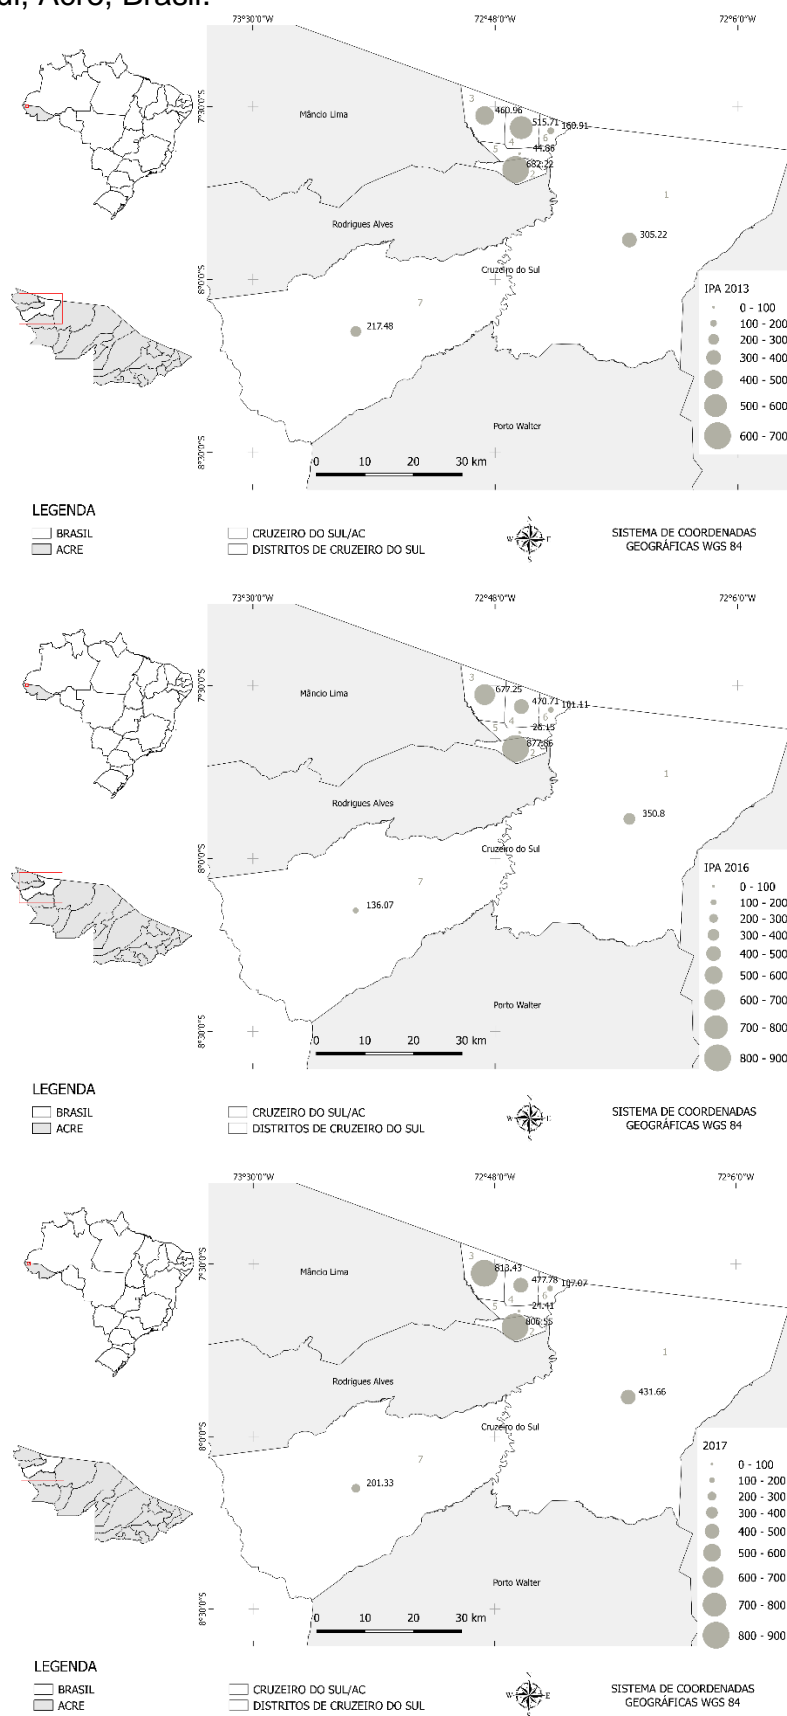 ul, Acre, Brasil.
73°30'0"W 72°48'0"W 72°6'0"W
7°30'0"S
8°0'0"S
8°30'0"S
Mâncio Lima
3
460.96
515.71
160.91
4
6
5
44.86
682.22
2
1
Rodrigues Alves
305.22
Cruzeiro do Sul
7
217.48
Porto Walter
IPA 2013
0 - 100
100 - 200
200 - 300
300 - 400
400 - 500
500 - 600
600 - 700
0 10 20 30 km
LEGENDA
BRASIL
ACRE
CRUZEIRO DO SUL/AC
DISTRITOS DE CRUZEIRO DO SUL
SISTEMA DE COORDENADAS
GEOGRÁFICAS WGS 84
73°30'0"W 72°48'0"W 72°6'0"W
7°30'0"S
8°0'0"S
8°30'0"S
Mâncio Lima
3
677.25
470.71
101.11
4
6
5
877.86
2
1
Rodrigues Alves
350.8
Cruzeiro do Sul
7
136.07
Porto Walter
IPA 2016
0 - 100
100 - 200
200 - 300
300 - 400
400 - 500
500 - 600
600 - 700
700 - 800
800 - 900
0 10 20 30 km
LEGENDA
BRASIL
ACRE
CRUZEIRO DO SUL/AC
DISTRITOS DE CRUZEIRO DO SUL
SISTEMA DE COORDENADAS
GEOGRÁFICAS WGS 84
73°30'0"W 72°48'0"W 72°6'0"W
7°30'0"S
8°0'0"S
8°30'0"S
Mâncio Lima
3
813.43
477.78
107.07
4
6
5
24.41
806.55
2
1
Rodrigues Alves
431.66
Cruzeiro do Sul
7
201.33
Porto Walter
2017
0 - 100
100 - 200
200 - 300
300 - 400
400 - 500
500 - 600
600 - 700
700 - 800
800 - 900
0 10 20 30 km
LEGENDA
BRASIL
ACRE
CRUZEIRO DO SUL/AC
DISTRITOS DE CRUZEIRO DO SUL
SISTEMA DE COORDENADAS
GEOGRÁFICAS WGS 84